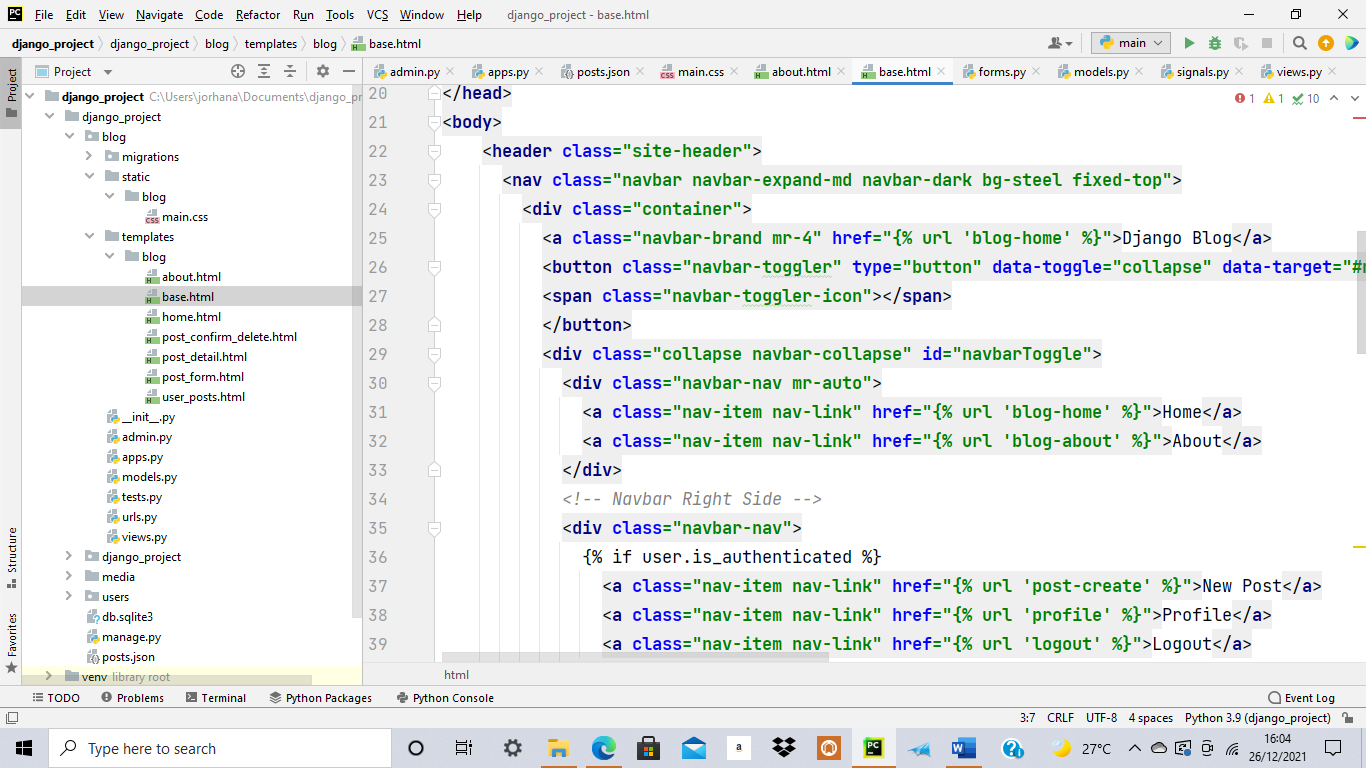 File Edit View Navigate Code Refactor Run Tools VCS Window Help django_project - base.html
django_project django_project blog templates blog base.html main
Project
admin.py apps.py posts.json main.css about.html base.html forms.py models.py signals.py views.py
Project
Structure
Favorites
django_project C:\Users\jorhana\Documents\django_pr
django_project
blog
migrations
static
blog
main.css
templates
blog
about.html
base.html
home.html
post_confirm_delete.html
post_detail.html
post_form.html
user_posts.html
__init__.py
admin.py
apps.py
models.py
tests.py
urls.py
views.py
django_project
media
users
db.sqlite3
manage.py
posts.json
venv library root
1 1 10
20 </head>
21 <body>
22 <header class="site-header">
23 <nav class="navbar navbar-expand-md navbar-dark bg-steel fixed-top">
24 <div class="container">
25 <a class="navbar-brand mr-4" href="{% url 'blog-home' %}">Django Blog</a>
26 <button class="navbar-toggler" type="button" data-toggle="collapse" data-target="#n
27 <span class="navbar-toggler-icon"></span>
28 </button>
29 <div class="collapse navbar-collapse" id="navbarToggle">
30 <div class="navbar-nav mr-auto">
31 <a class="nav-item nav-link" href="{% url 'blog-home' %}">Home</a>
32 <a class="nav-item nav-link" href="{% url 'blog-about' %}">About</a>
33 </div>
34 <!-- Navbar Right Side -->
35 <div class="navbar-nav">
36 {% if user.is_authenticated %}
37 <a class="nav-item nav-link" href="{% url 'post-create' %}">New Post</a>
38 <a class="nav-item nav-link" href="{% url 'profile' %}">Profile</a>
39 <a class="nav-item nav-link" href="{% url 'logout' %}">Logout</a>
html
TODO Problems Terminal Python Packages Python Console Event Log
3:7 CRLF UTF-8 4 spaces Python 3.9 (django_project)
Type here to search
27°C
16:04
26/12/2021